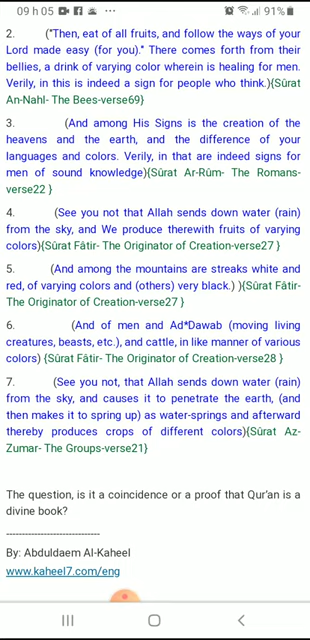 09 h 05 ... 91%
2. ("Then, eat of all fruits, and follow the ways of your
Lord made easy (for you)." There comes forth from their
bellies, a drink of varying color wherein is healing for men.
Verily, in this is indeed a sign for people who think.){Sûrat
An-Nahl- The Bees-verse69}
3. (And among His Signs is the creation of the
heavens and the earth, and the difference of your
languages and colors. Verily, in that are indeed signs for
men of sound knowledge){Sûrat Ar-Rûm- The Romans-
verse22 }
4. (See you not that Allah sends down water (rain)
from the sky, and We produce therewith fruits of varying
colors){Sûrat Fâtir- The Originator of Creation-verse27 }
5. (And among the mountains are streaks white and
red, of varying colors and (others) very black.) ){Sûrat Fâtir-
The Originator of Creation-verse27 }
6. (And of men and Ad*Dawab (moving living
creatures, beasts, etc.), and cattle, in like manner of various
colors) {Sûrat Fâtir- The Originator of Creation-verse28 }
7. (See you not, that Allah sends down water (rain)
from the sky, and causes it to penetrate the earth, (and
then makes it to spring up) as water-springs and afterward
thereby produces crops of different colors){Sûrat Az-
Zumar- The Groups-verse21}
The question, is it a coincidence or a proof that Qur'an is a
divine book?
------------------------------
By: Abduldaem Al-Kaheel
www.kaheel7.com/eng